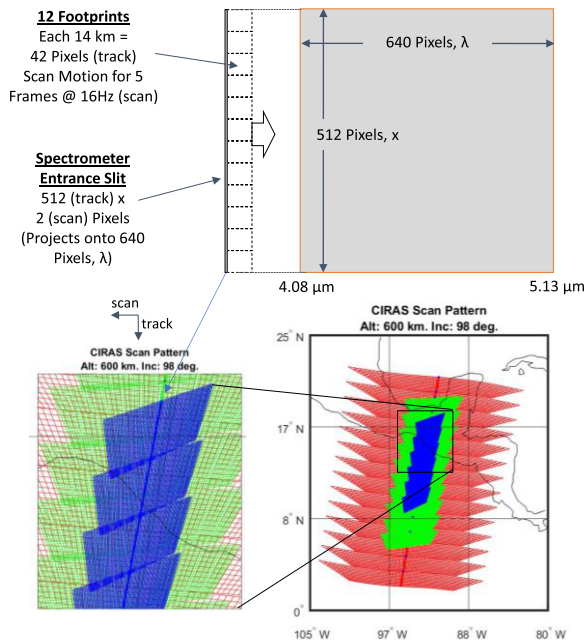 12 Footprints
Each 14 km =
42 Pixels (track)
Scan Motion for 5
Frames @ 16Hz (scan)
640 Pixels, λ
512 Pixels, x
Spectrometer
Entrance Slit
512 (track) x
2 (scan) Pixels
(Projects onto 640
Pixels, λ)
4.08 µm
5.13 µm
scan
track
CIRAS Scan Pattern
Alt: 600 km. Inc: 98 deg.
CIRAS Scan Pattern
Alt: 600 km. Inc: 98 deg.
25° N
17° N
8° N
0°
105° W
97° W
88° W
80° W